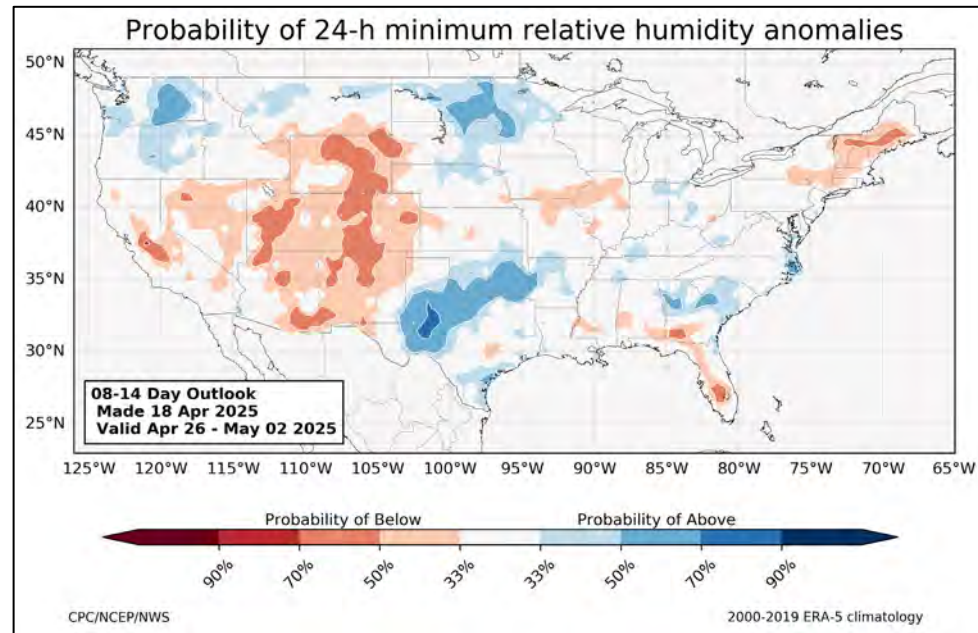 Probability of 24-h minimum relative humidity anomalies
50°N
45°N
40°N
35°N
30°N
25°N
08-14 Day Outlook
Made 18 Apr 2025
Valid Apr 26 - May 02 2025
125°W 120°W 115°W 110°W 105°W 100°W 95°W 90°W 85°W 80°W 75°W 70°W 65°W
Probability of Below Probability of Above
90% 70% 50% 33% 33% 50% 70% 90%
CPC/NCEP/NWS 2000-2019 ERA-5 climatology